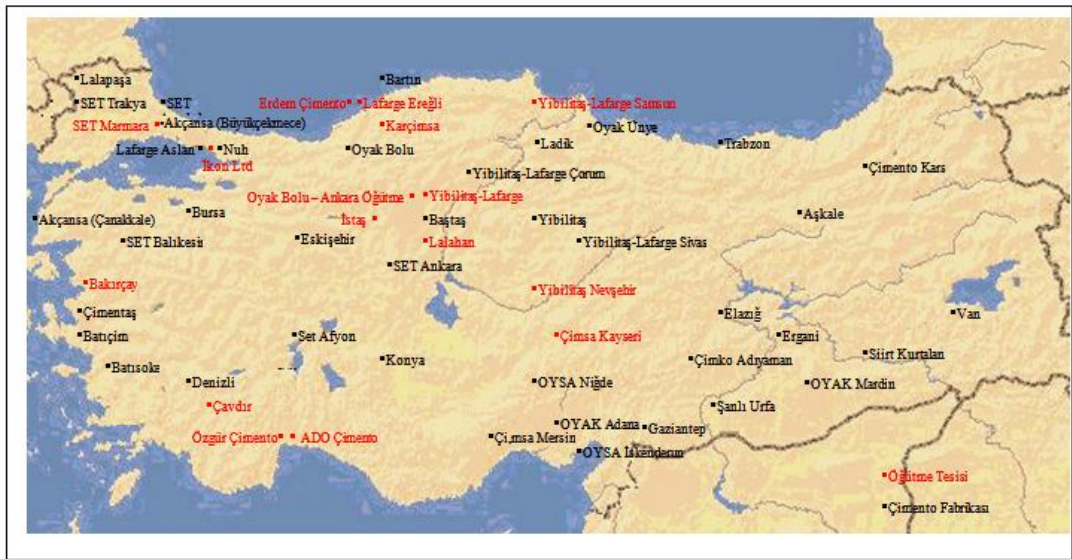 Lalapaşa
Bartın
SET Trakya
SET
Erdem Çimento
Lafarge Ereğli
Yibilitaş-Lafarge Samsun
SET Marmara
Akçansa (Büyükçekmece)
Karçimsa
Oyak Ünye
Lafarge Aslan
Nuh
Oyak Bolu
Ladik
Trabzon
İkon Ltd
Yibilitaş-Lafarge Çorum
Çimento Kars
Oyak Bolu – Ankara Öğütme
Yibilitaş-Lafarge
Akçansa (Çanakkale)
Bursa
İstaş
Baştaş
Yibilitaş
Aşkale
SET Balıkesir
Eskişehir
Lalahan
Yibilitaş-Lafarge Sivas
SET Ankara
Bakırçay
Yibilitaş Nevşehir
Çimentaş
Elazığ
Van
Batıçim
Set Afyon
Çimsa Kayseri
Ergani
Batısoke
Konya
Çimko Adıyaman
Siirt Kurtalan
Denizli
OYSA Niğde
OYAK Mardin
Çavdır
Şanlı Urfa
Özgür Çimento
ADO Çimento
Çi,msa Mersin
OYAK Adana
Gaziantep
OYSA İskenderun
Öğütme Tesisi
Çimento Fabrikası